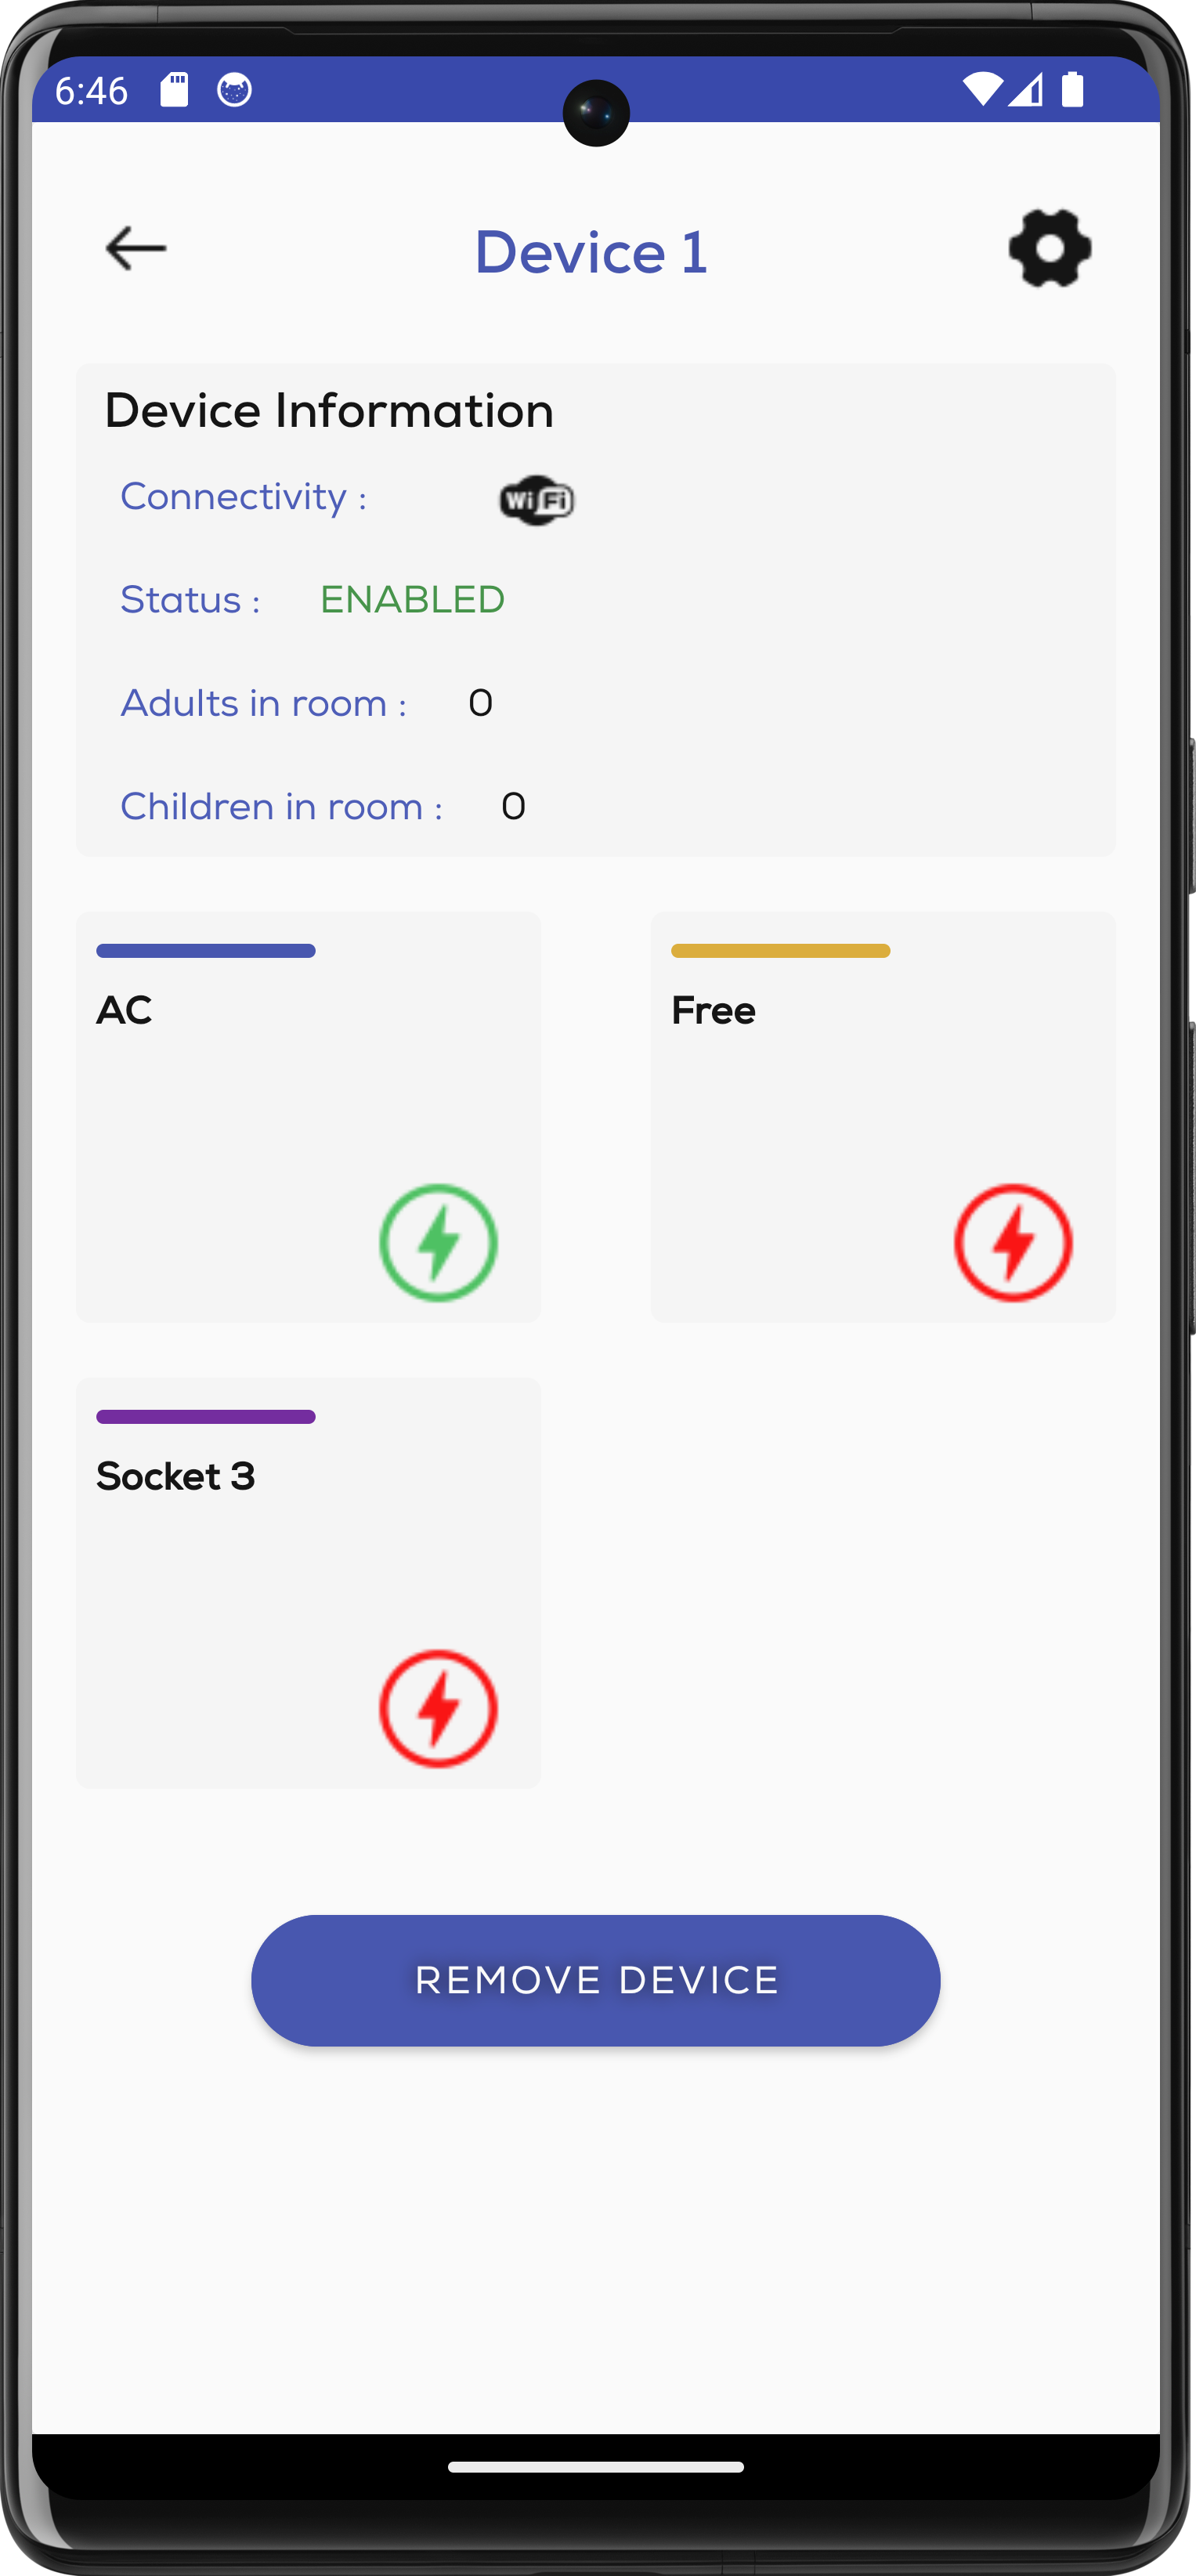 6:46
Device 1
Device Information
Connectivity : WiFi
Status : ENABLED
Adults in room : 0
Children in room : 0
AC
Free
Socket 3
REMOVE DEVICE